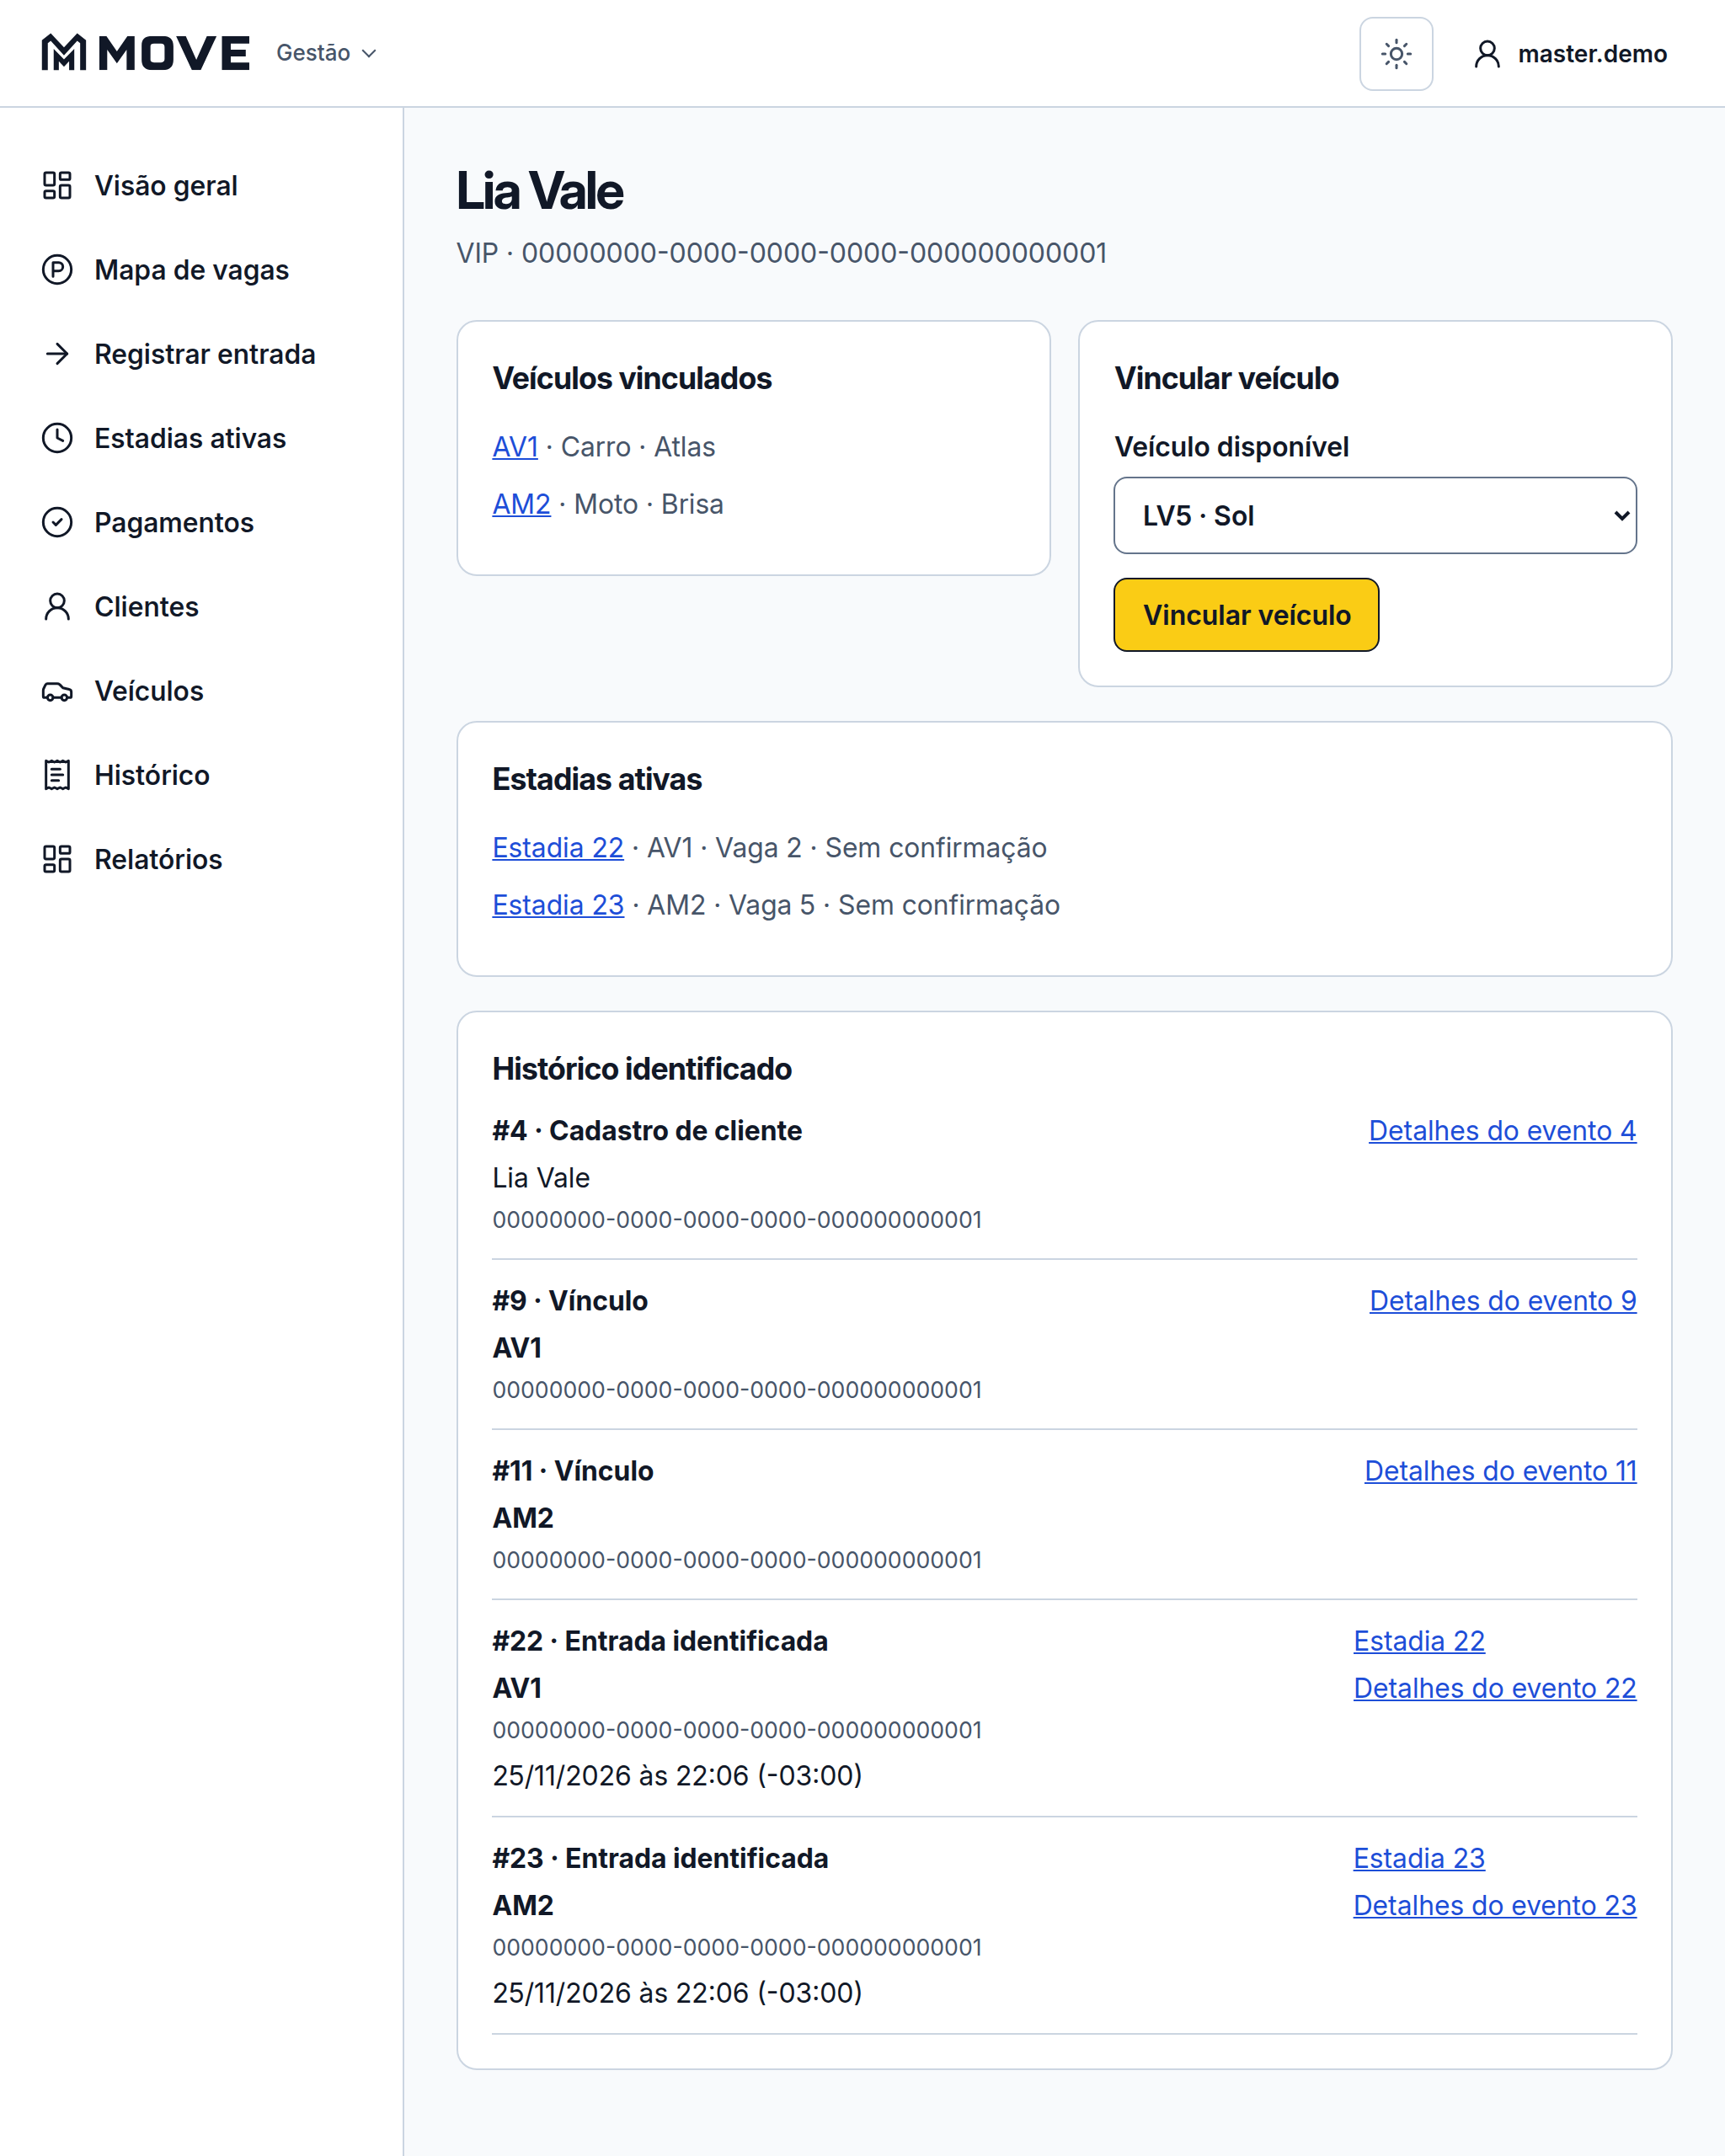 MOVE Gestão
master.demo
Visão geral
Mapa de vagas
Registrar entrada
Estadias ativas
Pagamentos
Clientes
Veículos
Histórico
Relatórios
Lia Vale
VIP · 00000000-0000-0000-0000-000000000001
Veículos vinculados
AV1 · Carro · Atlas
AM2 · Moto · Brisa
Vincular veículo
Veículo disponível
LV5 · Sol
Vincular veículo
Estadias ativas
Estadia 22 · AV1 · Vaga 2 · Sem confirmação
Estadia 23 · AM2 · Vaga 5 · Sem confirmação
Histórico identificado
#4 · Cadastro de cliente
Detalhes do evento 4
Lia Vale
00000000-0000-0000-0000-000000000001
#9 · Vínculo
Detalhes do evento 9
AV1
00000000-0000-0000-0000-000000000001
#11 · Vínculo
Detalhes do evento 11
AM2
00000000-0000-0000-0000-000000000001
#22 · Entrada identificada
Estadia 22
AV1
Detalhes do evento 22
00000000-0000-0000-0000-000000000001
25/11/2026 às 22:06 (-03:00)
#23 · Entrada identificada
Estadia 23
AM2
Detalhes do evento 23
00000000-0000-0000-0000-000000000001
25/11/2026 às 22:06 (-03:00)